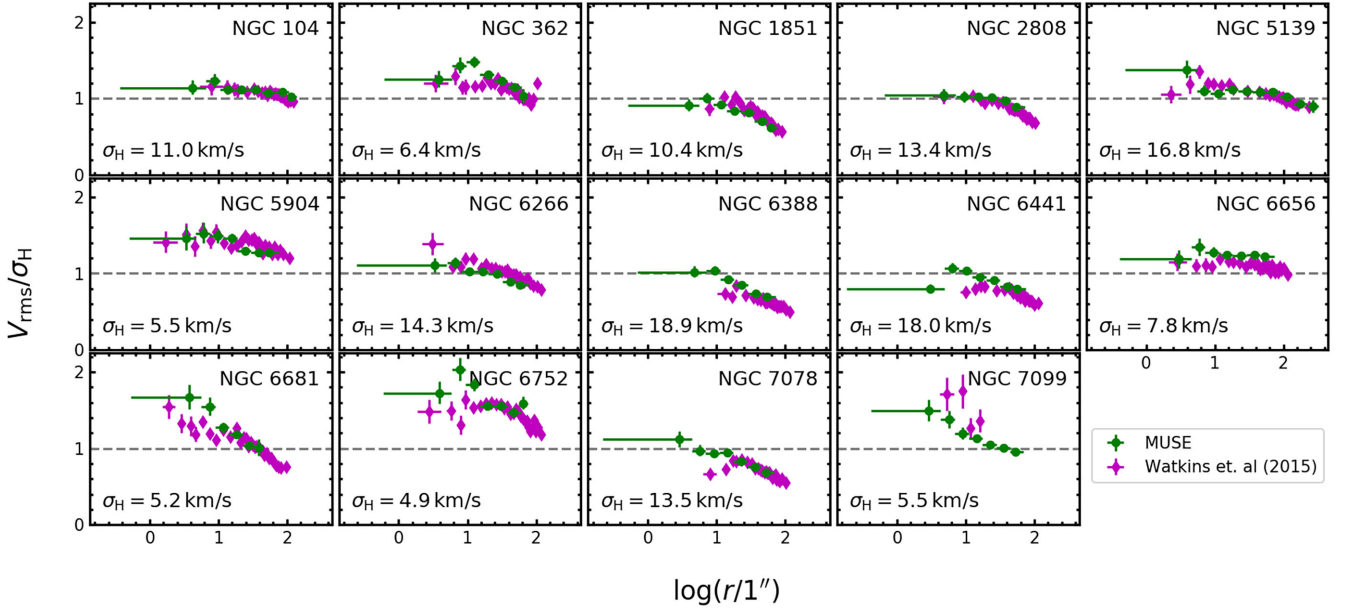 2
1
0
NGC 104
σH = 11.0 km/s
NGC 362
σH = 6.4 km/s
NGC 1851
σH = 10.4 km/s
NGC 2808
σH = 13.4 km/s
NGC 5139
σH = 16.8 km/s
2
1
0
NGC 5904
σH = 5.5 km/s
NGC 6266
σH = 14.3 km/s
NGC 6388
σH = 18.9 km/s
NGC 6441
σH = 18.0 km/s
NGC 6656
σH = 7.8 km/s
0 1 2
Vrms/σH
2
1
0
NGC 6681
σH = 5.2 km/s
NGC 6752
σH = 4.9 km/s
NGC 7078
σH = 13.5 km/s
NGC 7099
σH = 5.5 km/s
MUSE
Watkins et. al (2015)
0 1 2 0 1 2 0 1 2 0 1 2
log(r/1″)